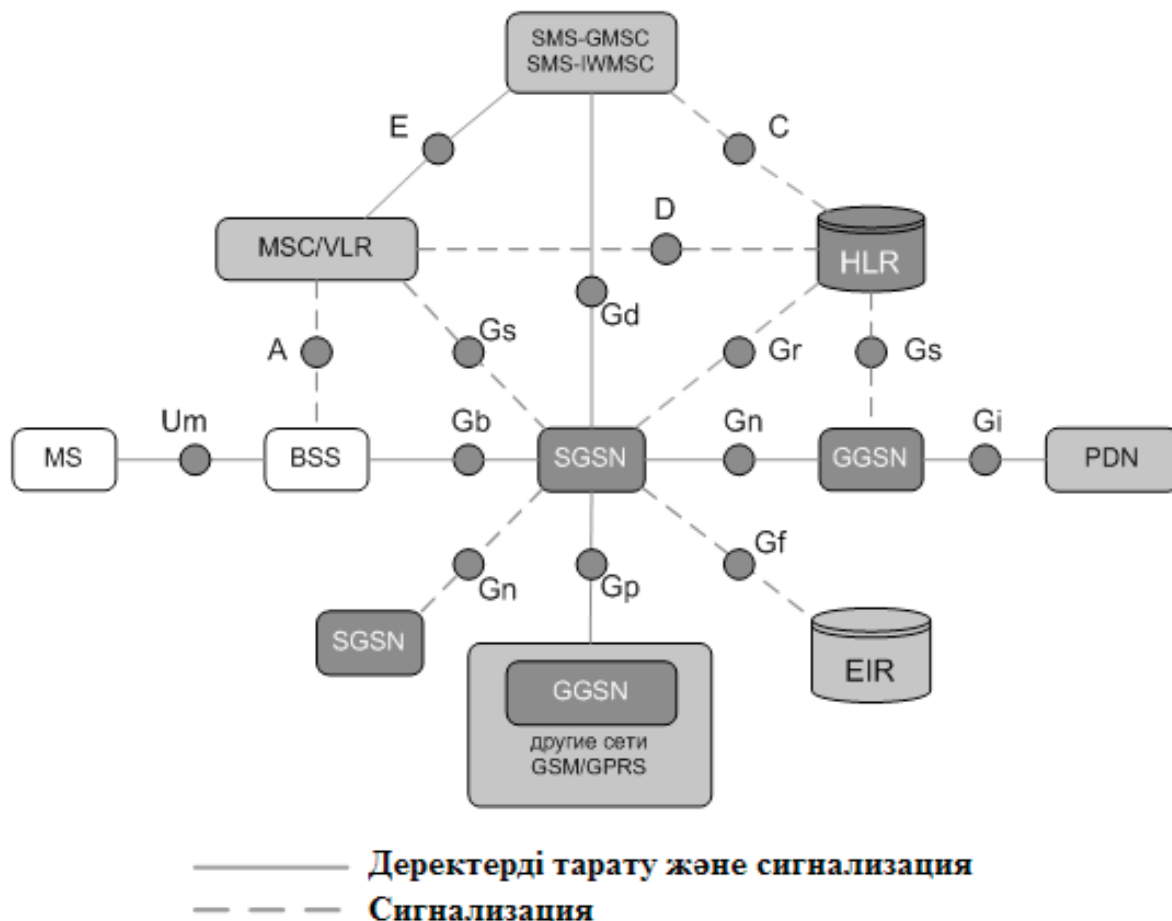 SMS-GMSC
SMS-IWMSC
E
C
D
MSC/VLR
HLR
Gd
A
Gs
Gr
Gs
Um
Gb
Gn
Gi
MS
BSS
SGSN
GGSN
PDN
Gn
Gp
Gf
SGSN
GGSN
другие сети
GSM/GPRS
EIR
Деректерді тарату және сигнализация
Сигнализация